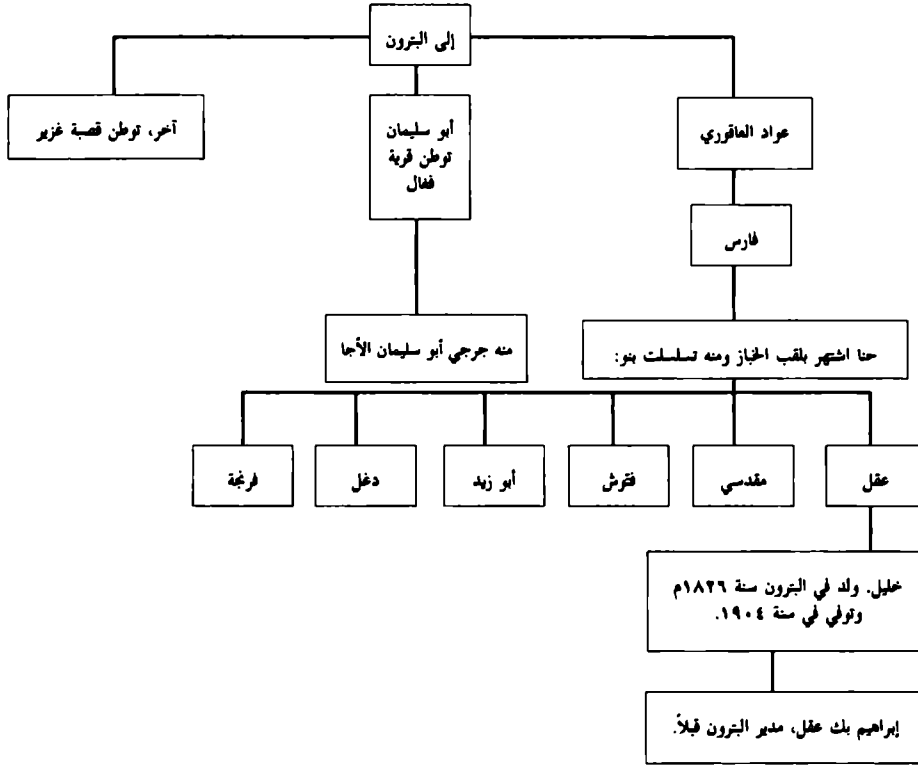 إلى البترون
عواد العاقوري
أبو سليمان
توطن قرية
ففال
آخر، توطن قصبة غزير
فارس
حنا اشتهر بلقب الخباز ومنه تسلسلت بنو:
منه جرجي أبو سليمان الأجا
عقل
مقدسي
فتوش
أبو زيد
دغل
فرنجة
خليل. ولد في البترون سنة ١٨٢٦م
وتوفي في سنة ١٩٠٤.
إبراهيم بك عقل، مدير البترون قبلاً.